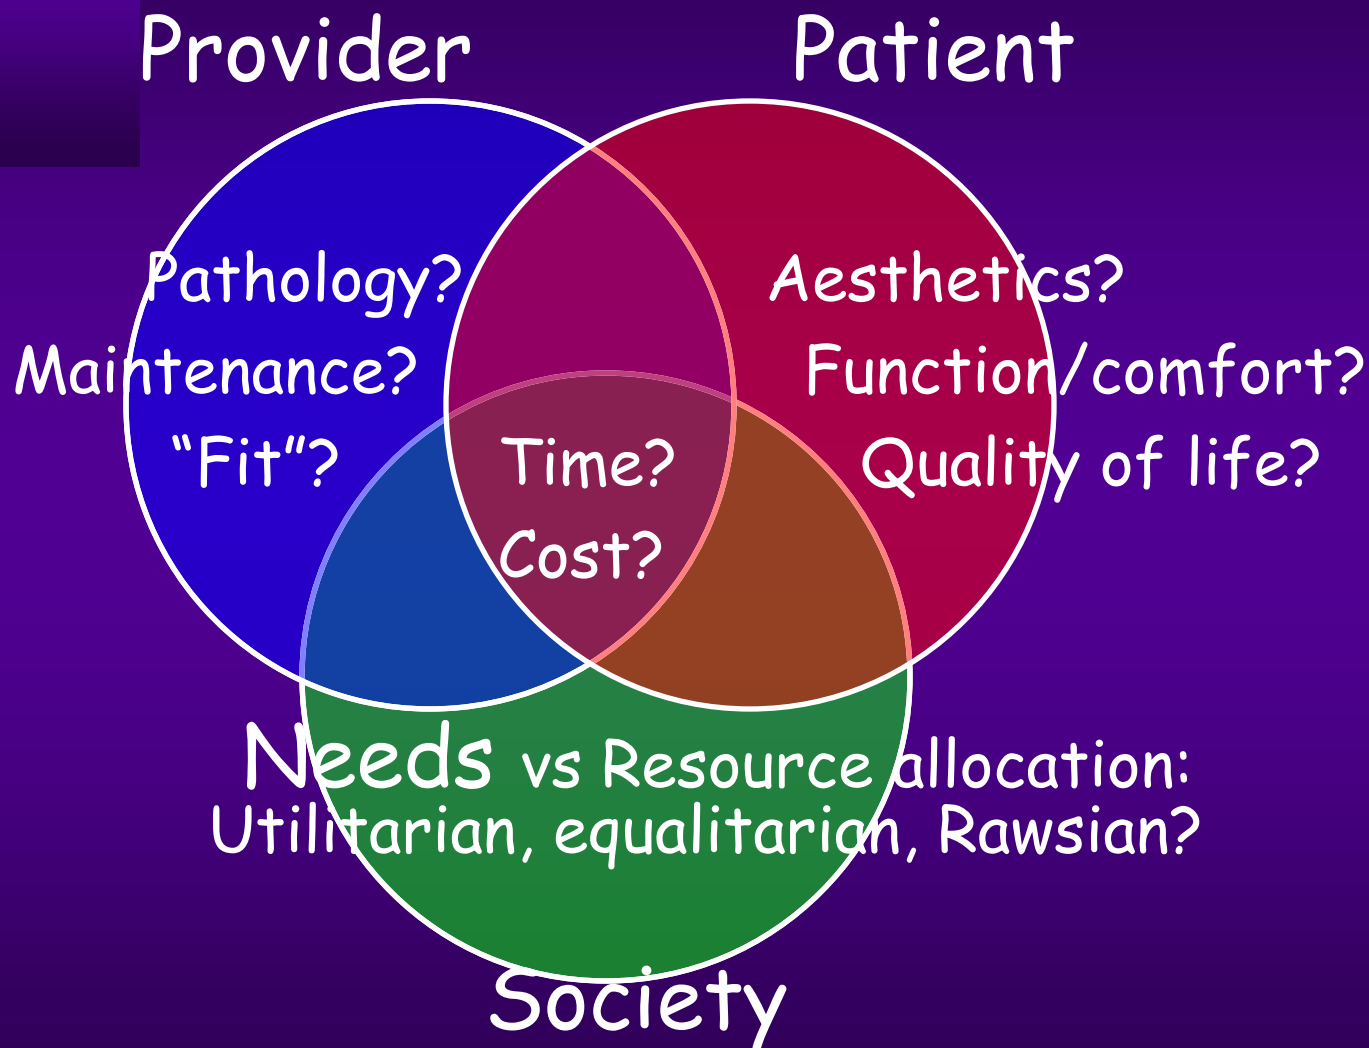 Provider
Patient
Pathology?
Maintenance?
“Fit”?
Aesthetics?
Function/comfort?
Quality of life?
Time?
Cost?
Needs vs Resource allocation:
Utilitarian, equalitarian, Rawsian?
Society